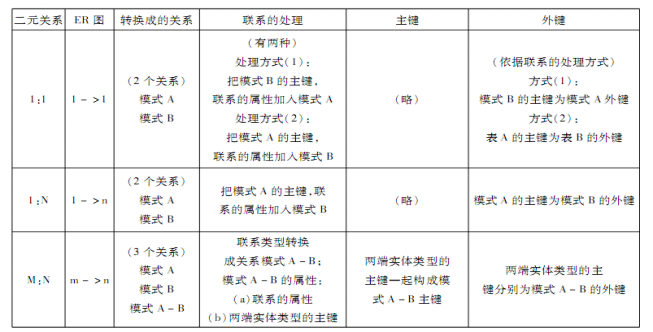 二元关系 ER 图 转换成的关系 联系的处理 主键 外键
1:1
1->1
(2 个关系)
模式 A
模式 B
(有两种)
处理方式(1):
把模式 B 的主键,
联系的属性加入模式 A
处理方式(2):
把模式 A 的主键,
联系的属性加入模式 B
(略)
(依据联系的处理方式)
方式(1):
模式 B 的主键为模式 A 外键
方式(2):
表 A 的主键为表 B 的外键
1:N
1->n
(2 个关系)
模式 A
模式 B
把模式 A 的主键,联
系的属性加入模式 B
(略)
模式 A 的主键为模式 B 的外键
M:N
m->n
(3 个关系)
模式 A
模式 B
模式 A-B
联系类型转换
成关系模式 A-B;
模式 A-B 的属性:
(a)联系的属性
(b)两端实体类型的主键
两端实体类型的
主键一起构成模
式 A-B 主键
两端实体类型的主
键分别为模式 A-B 的外键